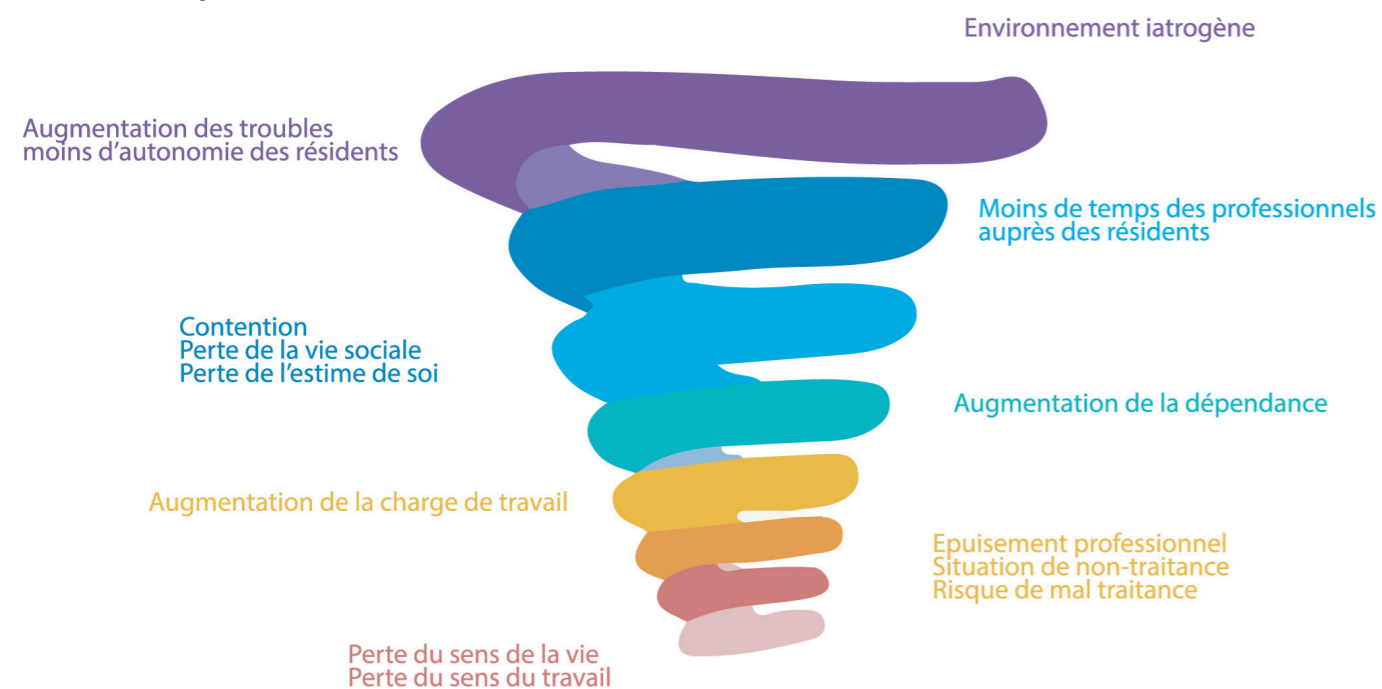 Environnement iatrogène
Augmentation des troubles
moins d'autonomie des résidents
Moins de temps des professionnels
auprès des résidents
Contention
Perte de la vie sociale
Perte de l'estime de soi
Augmentation de la dépendance
Augmentation de la charge de travail
Epuisement professionnel
Situation de non-traitance
Risque de mal traitance
Perte du sens de la vie
Perte du sens du travail